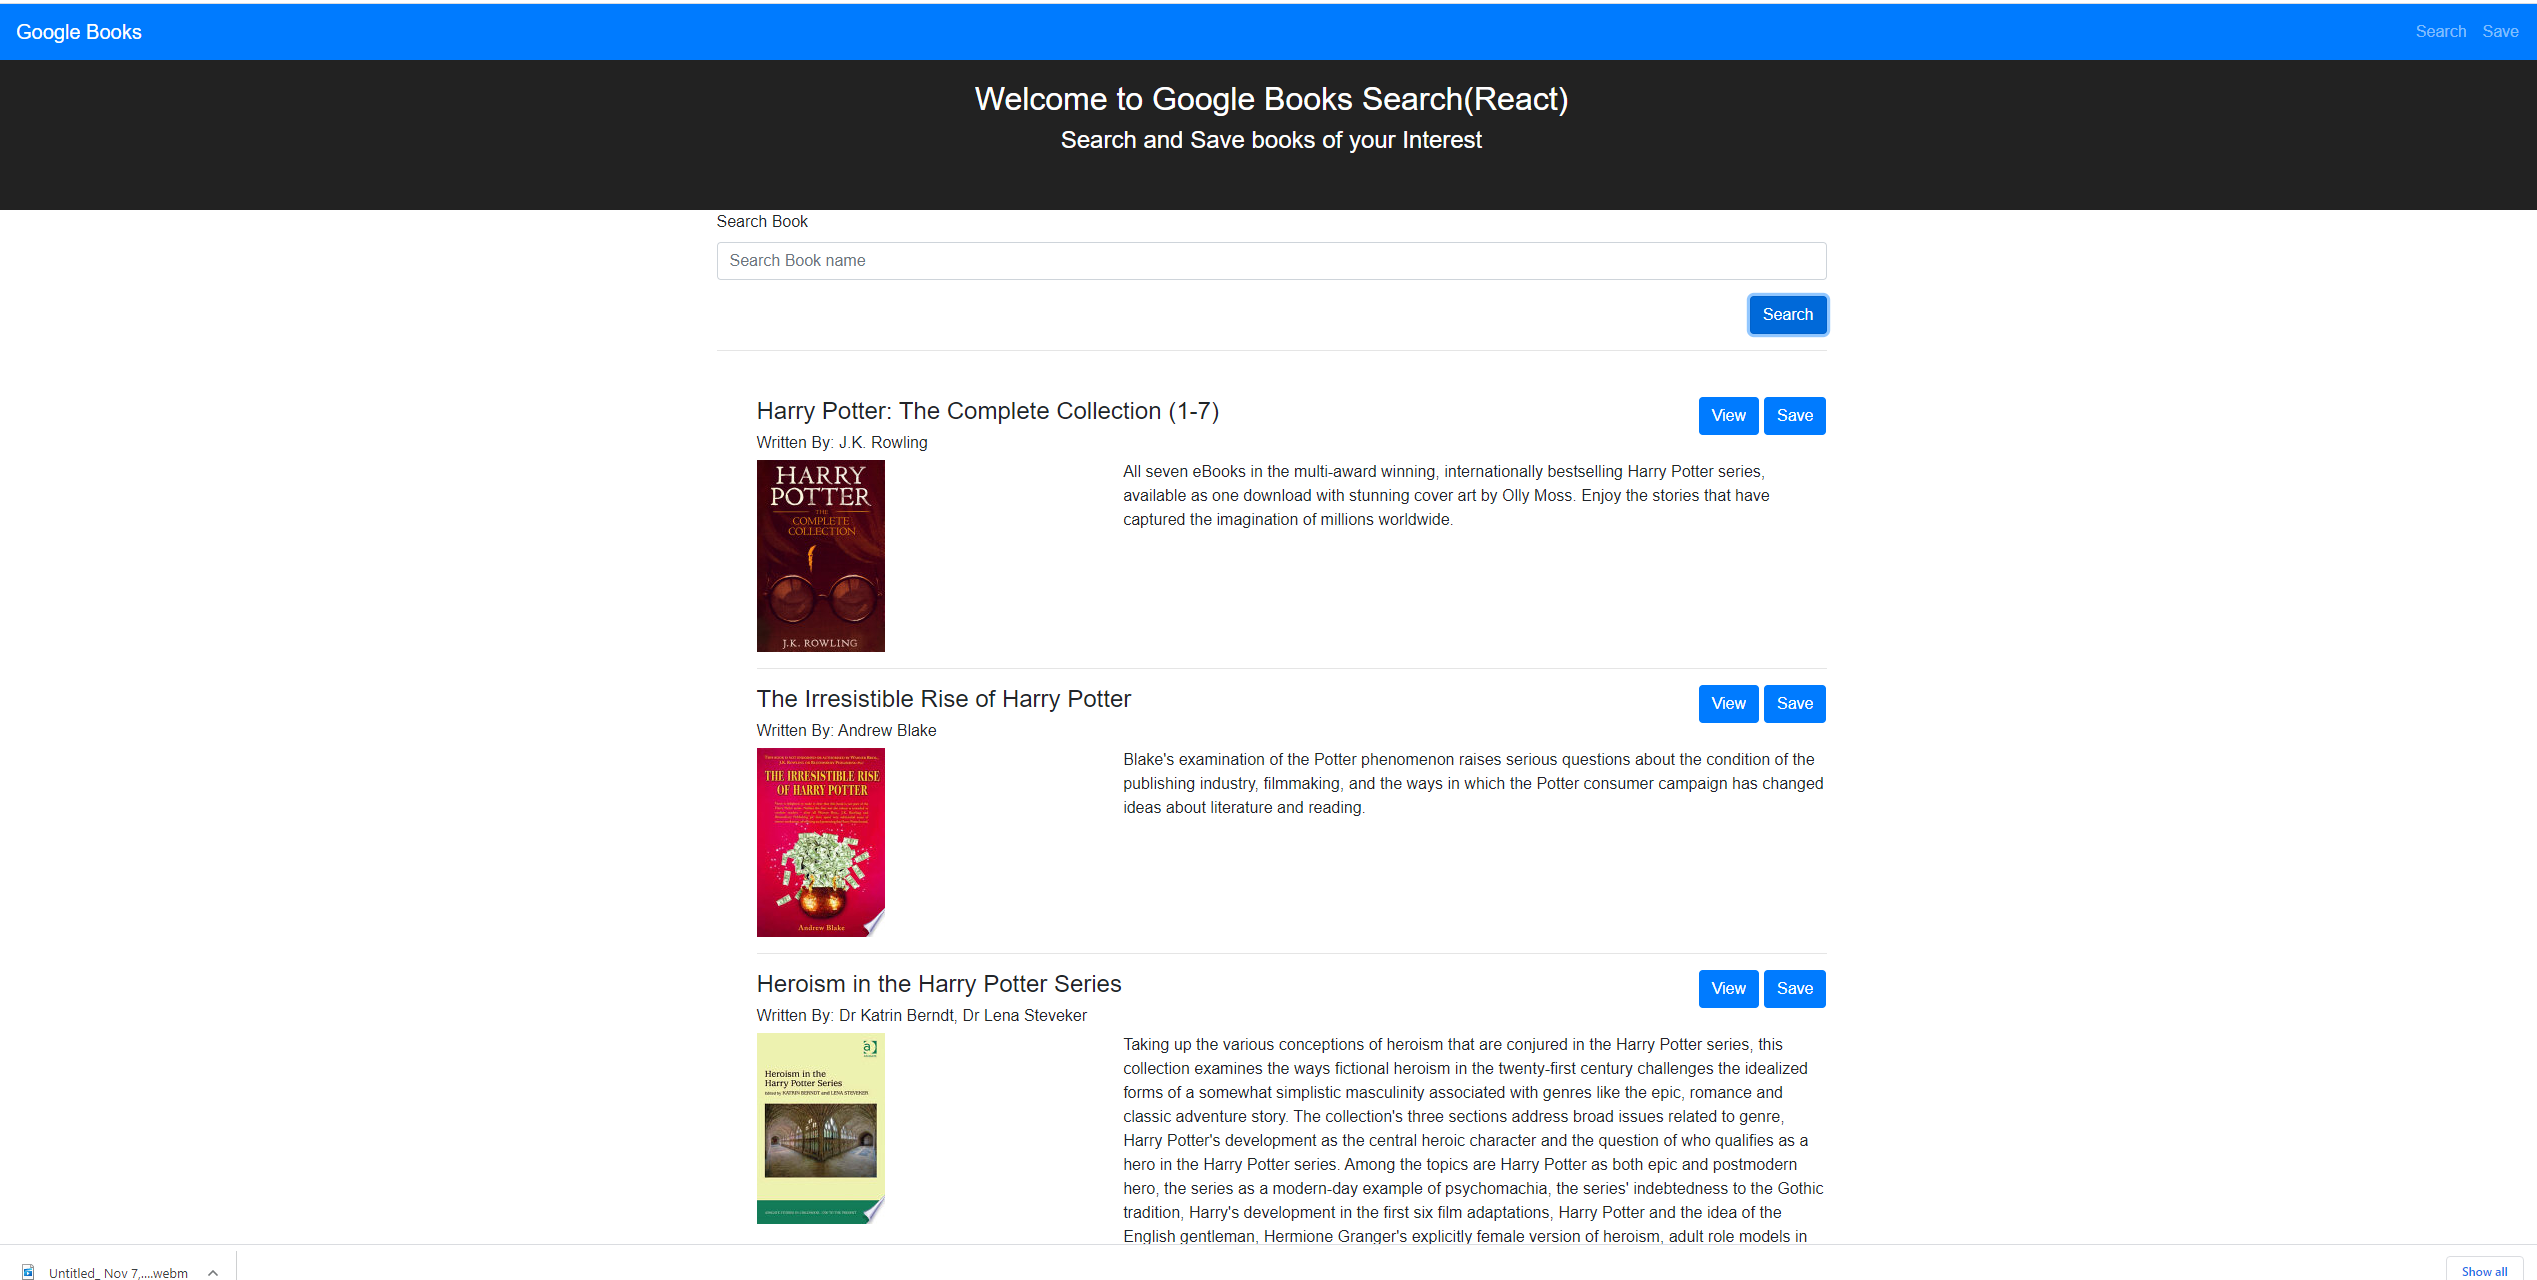 Google Books
Search Save
Welcome to Google Books Search(React)
Search and Save books of your Interest
Search Book
Search Book name
Search
Harry Potter: The Complete Collection (1-7)
View Save
Written By: J.K. Rowling
HARRY
POTTER
THE
COMPLETE
COLLECTION
J.K. ROWLING
All seven eBooks in the multi-award winning, internationally bestselling Harry Potter series,
available as one download with stunning cover art by Olly Moss. Enjoy the stories that have
captured the imagination of millions worldwide.
The Irresistible Rise of Harry Potter
View Save
Written By: Andrew Blake
THE IRRESISTIBLE RISE
OF HARRY POTTER
Andrew Blake
Blake's examination of the Potter phenomenon raises serious questions about the condition of the
publishing industry, filmmaking, and the ways in which the Potter consumer campaign has changed
ideas about literature and reading.
Heroism in the Harry Potter Series
View Save
Written By: Dr Katrin Berndt, Dr Lena Steveker
Heroism in the
Harry Potter Series
Edited by KATRIN BERNDT and LENA STEVEKER
Taking up the various conceptions of heroism that are conjured in the Harry Potter series, this
collection examines the ways fictional heroism in the twenty-first century challenges the idealized
forms of a somewhat simplistic masculinity associated with genres like the epic, romance and
classic adventure story. The collection's three sections address broad issues related to genre,
Harry Potter's development as the central heroic character and the question of who qualifies as a
hero in the Harry Potter series. Among the topics are Harry Potter as both epic and postmodern
hero, the series as a modern-day example of psychomachia, the series' indebtedness to the Gothic
tradition, Harry's development in the first six film adaptations, Harry Potter and the idea of the
English gentleman, Hermione Granger's explicitly female version of heroism, adult role models in
Untitled_ Nov 7,....webm
Show all